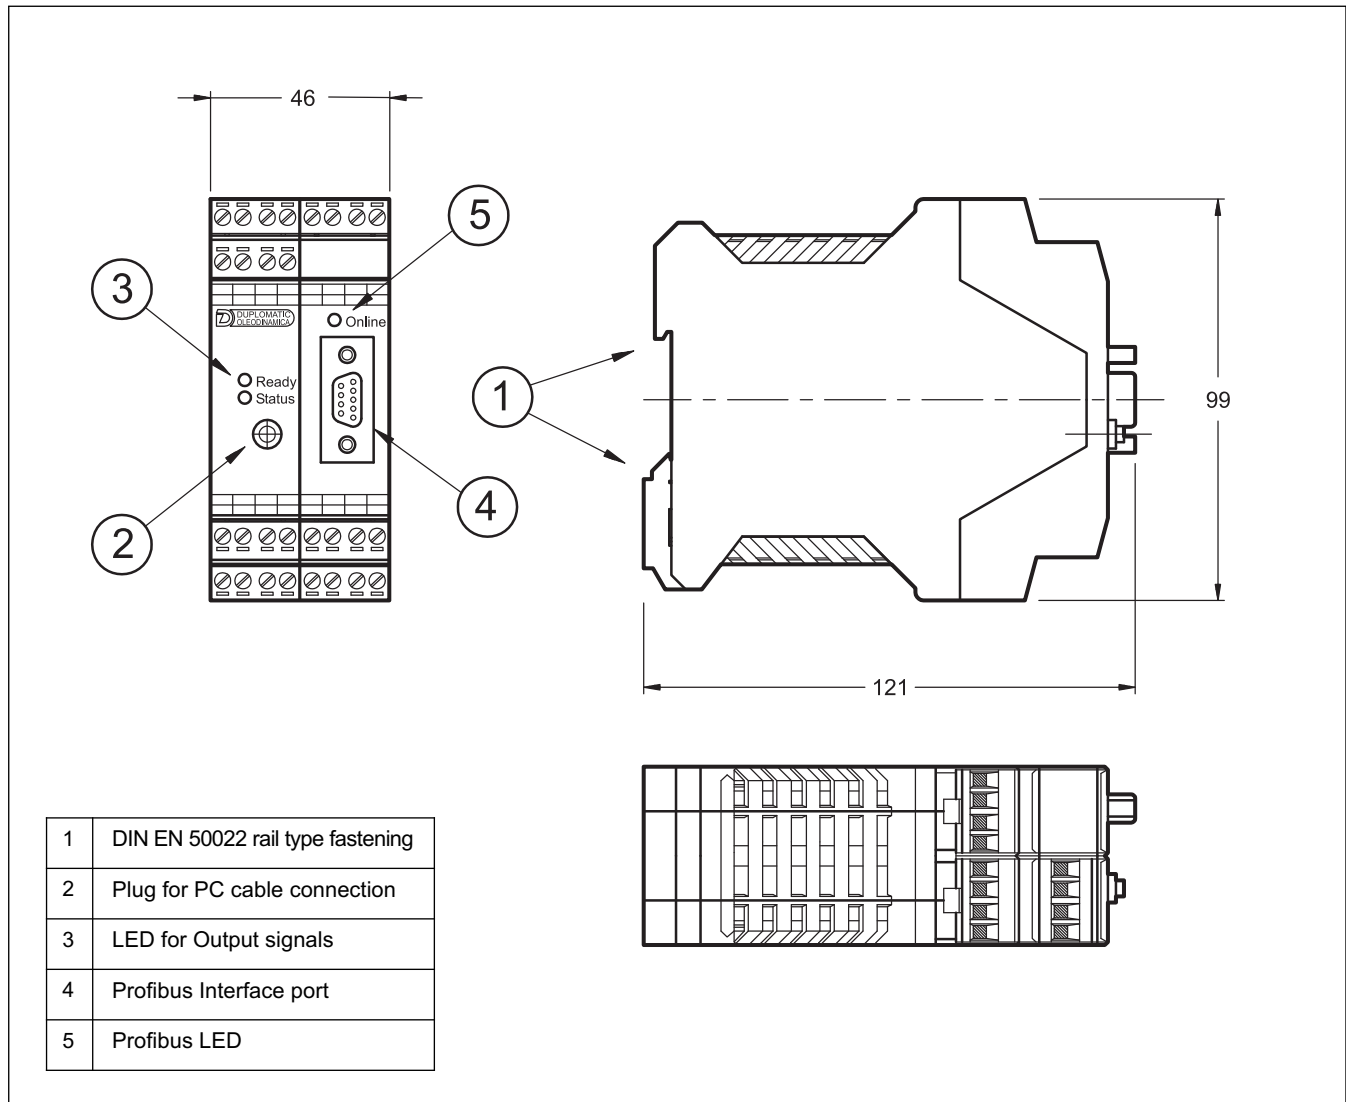 46
5
3
DUPLOMATIC
OLEODINAMICA
Online
Ready
Status
1
99
4
2
121
1 DIN EN 50022 rail type fastening
2 Plug for PC cable connection
3 LED for Output signals
4 Profibus Interface port
5 Profibus LED